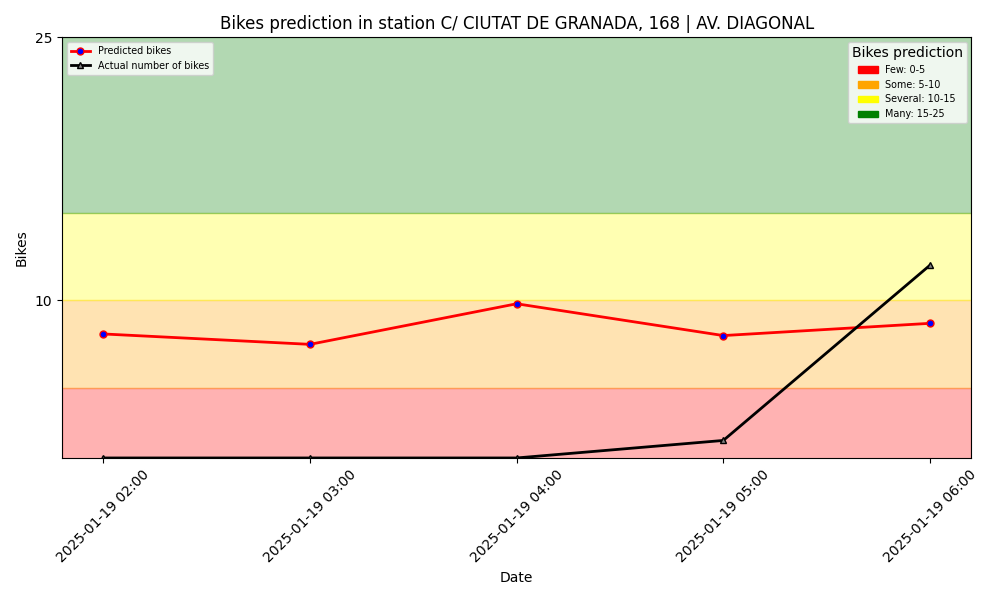 Bikes prediction in station C/ CIUTAT DE GRANADA, 168 | AV. DIAGONAL
25
Predicted bikes
Actual number of bikes
Bikes prediction
Few: 0-5
Some: 5-10
Several: 10-15
Many: 15-25
Bikes
10
2025-01-19 02:00
2025-01-19 03:00
2025-01-19 04:00
2025-01-19 05:00
2025-01-19 06:00
Date